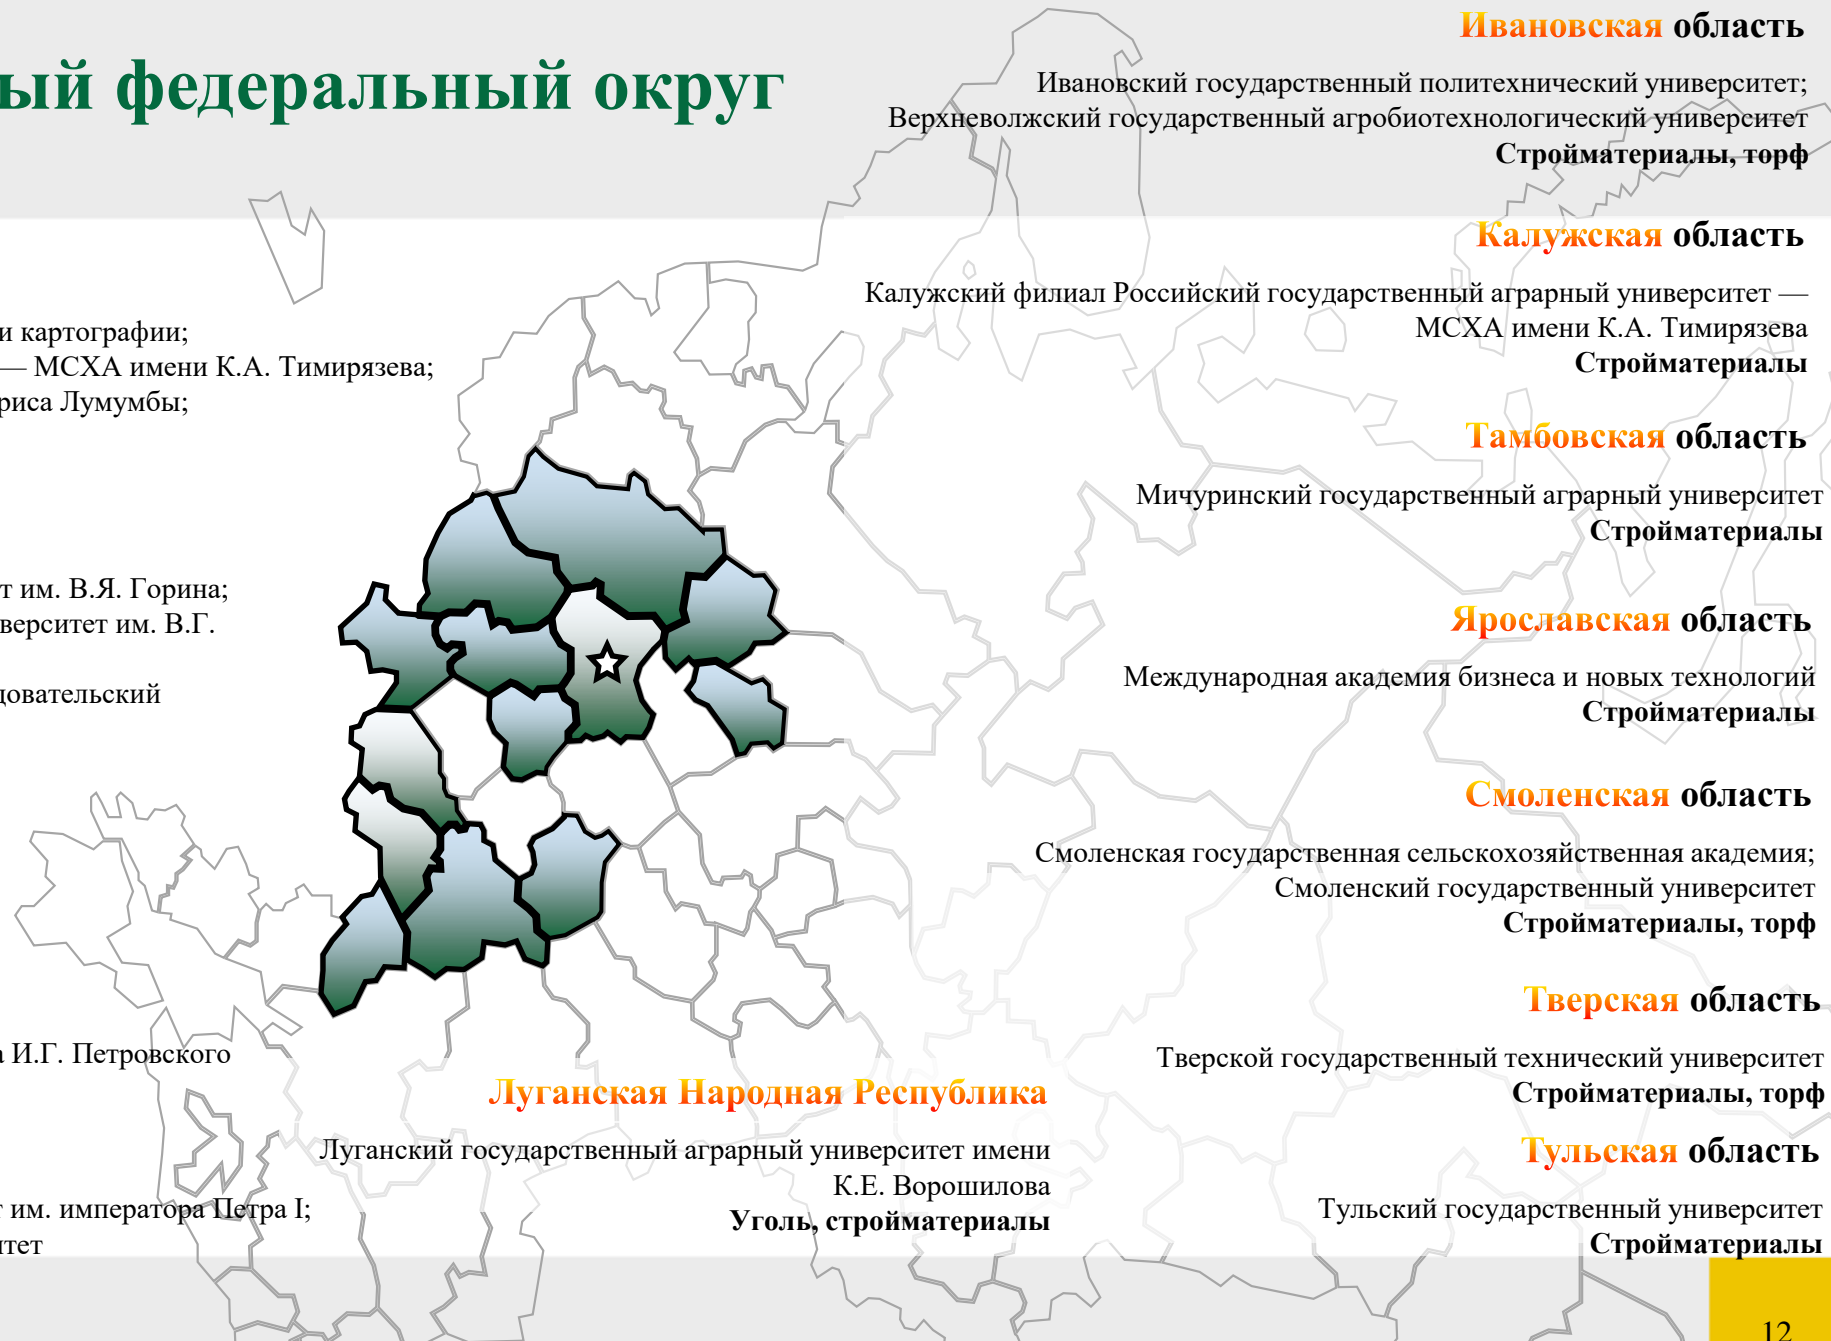 ый федеральный округ
и картографии;
— МСХА имени К.А. Тимирязева;
риса Лумумбы;
т им. В.Я. Горина;
верситет им. В.Г.
довательский
а И.Г. Петровского
т им. императора Петра I;
тет
Луганская Народная Республика
Луганский государственный аграрный университет имени
К.Е. Ворошилова
Уголь, стройматериалы
Ивановская область
Ивановский государственный политехнический университет;
Верхневолжский государственный агробиотехнологический университет
Стройматериалы, торф
Калужская область
Калужский филиал Российский государственный аграрный университет —
МСХА имени К.А. Тимирязева
Стройматериалы
Тамбовская область
Мичуринский государственный аграрный университет
Стройматериалы
Ярославская область
Международная академия бизнеса и новых технологий
Стройматериалы
Смоленская область
Смоленская государственная сельскохозяйственная академия;
Смоленский государственный университет
Стройматериалы, торф
Тверская область
Тверской государственный технический университет
Стройматериалы, торф
Тульская область
Тульский государственный университет
Стройматериалы
12